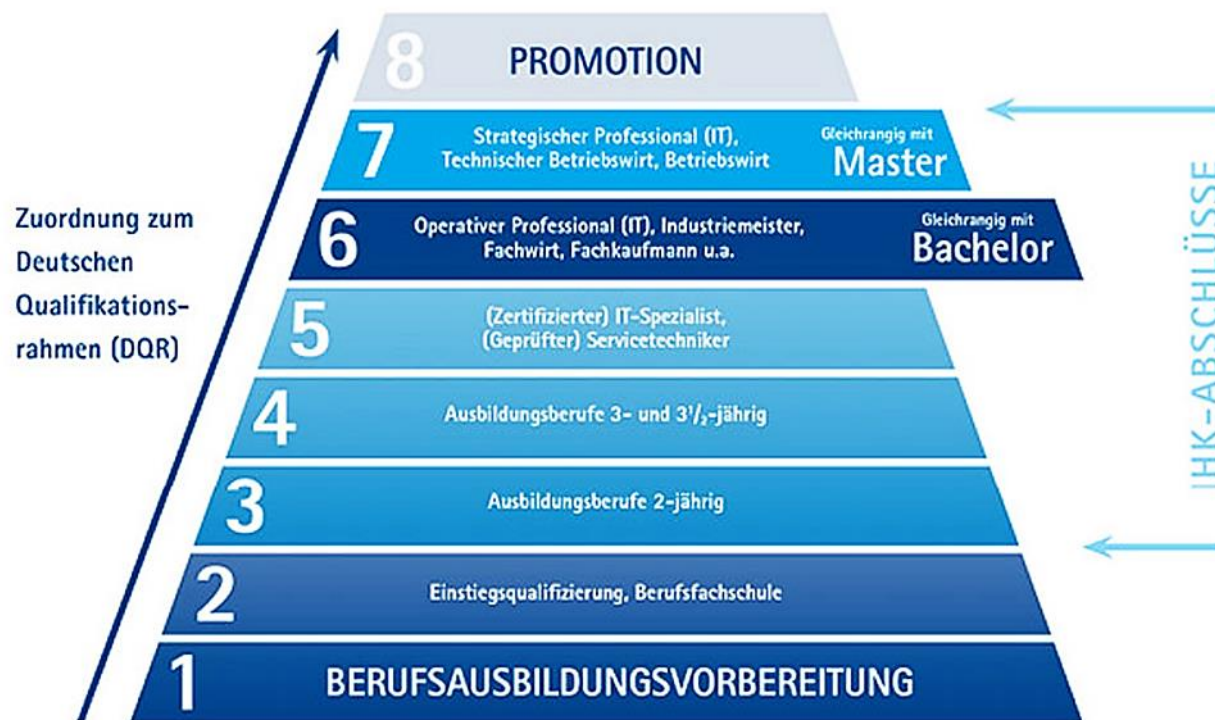 8 PROMOTION
7 Strategischer Professional (IT),
Technischer Betriebswirt, Betriebswirt
Gleichrangig mit
Master
6 Operativer Professional (IT), Industriemeister,
Fachwirt, Fachkaufmann u.a.
Gleichrangig mit
Bachelor
Zuordnung zum
Deutschen
Qualifikations-
rahmen (DQR)
5 (Zertifizierter) IT-Spezialist,
(Geprüfter) Servicetechniker
4 Ausbildungsberufe 3- und 3¹/₂-jährig
3 Ausbildungsberufe 2-jährig
2 Einstiegsqualifizierung, Berufsfachschule
1 BERUFSAUSBILDUNGSVORBEREITUNG
IHK-ABSCHLÜSSE